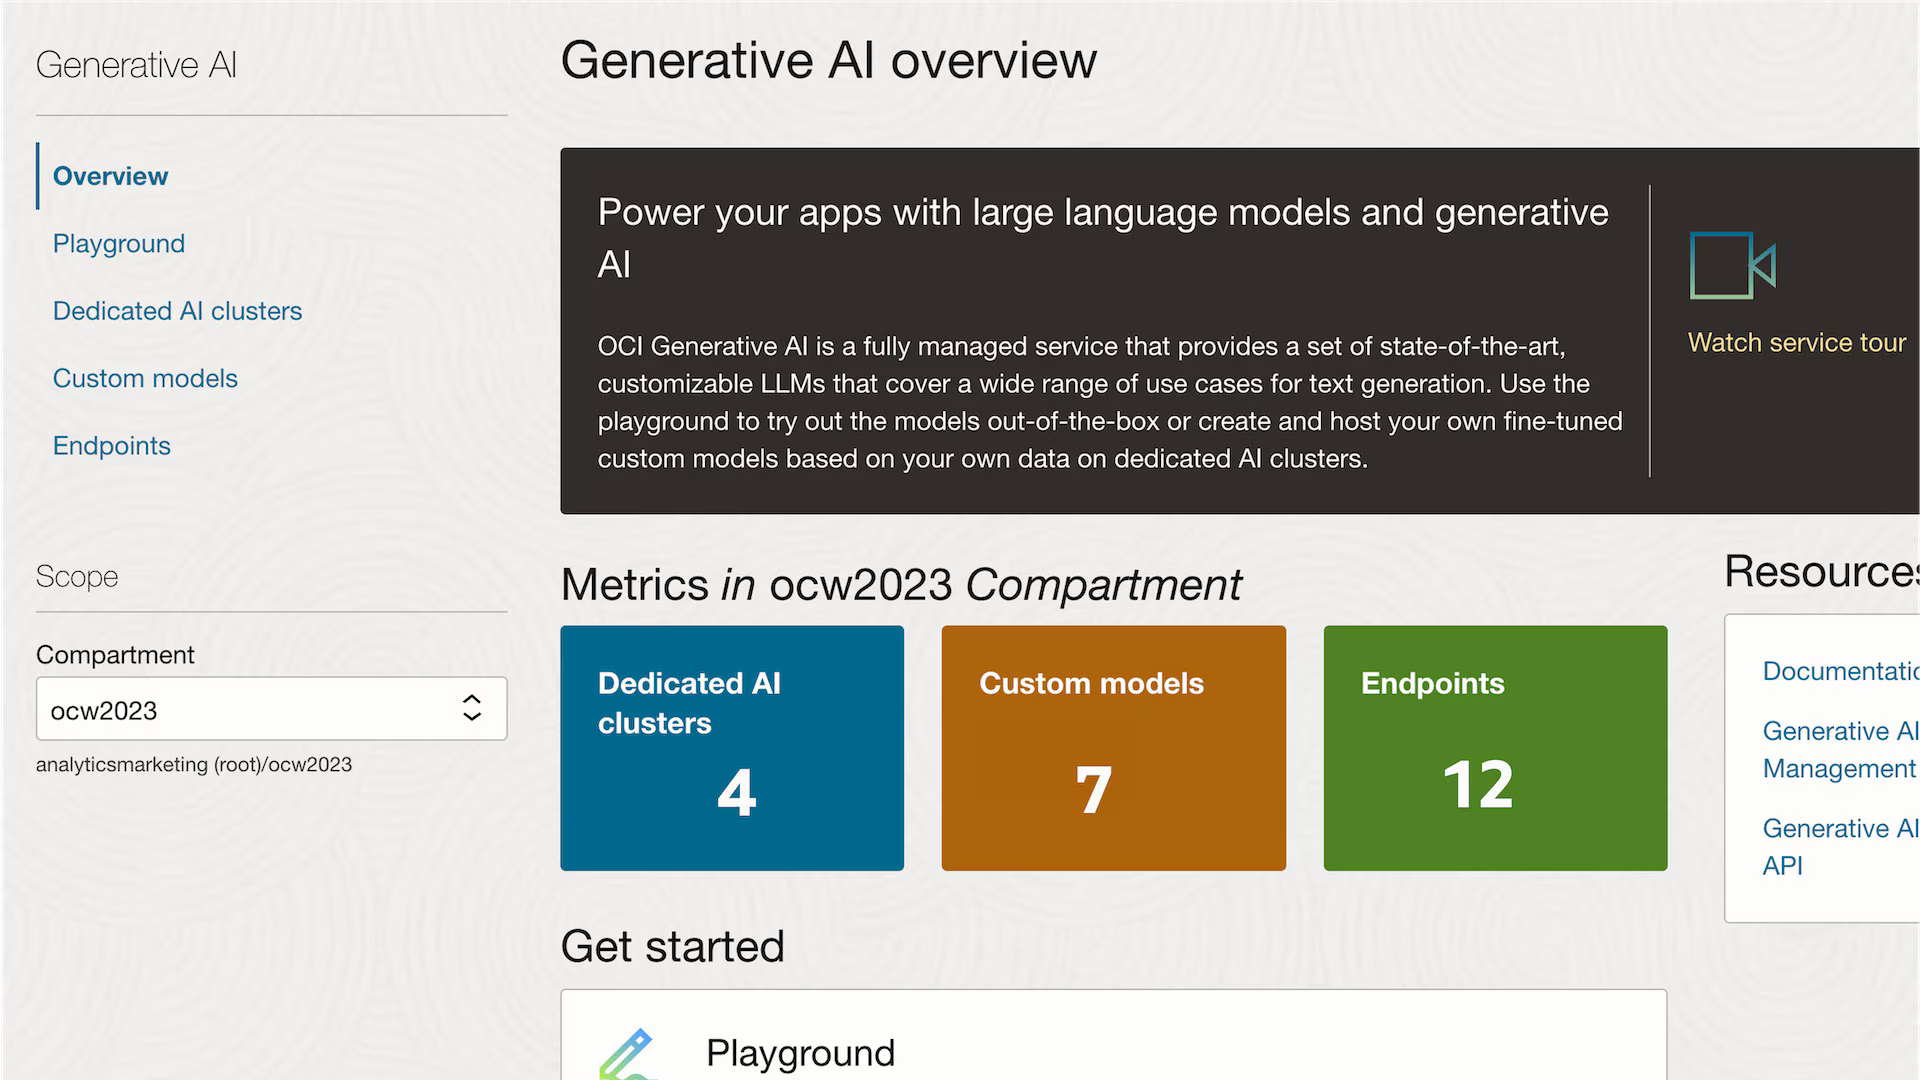 Generative AI
Overview
Playground
Dedicated AI clusters
Custom models
Endpoints
Scope
Compartment
ocw2023
analyticsmarketing (root)/ocw2023
Generative AI overview
Power your apps with large language models and generative
AI
OCI Generative AI is a fully managed service that provides a set of state-of-the-art,
customizable LLMs that cover a wide range of use cases for text generation. Use the
playground to try out the models out-of-the-box or create and host your own fine-tuned
custom models based on your own data on dedicated AI clusters.
Watch service tour
Metrics in ocw2023 Compartment
Dedicated AI
clusters
4
Custom models
7
Endpoints
12
Resources
Documentatio
Generative AI
Management
Generative AI
API
Get started
Playground